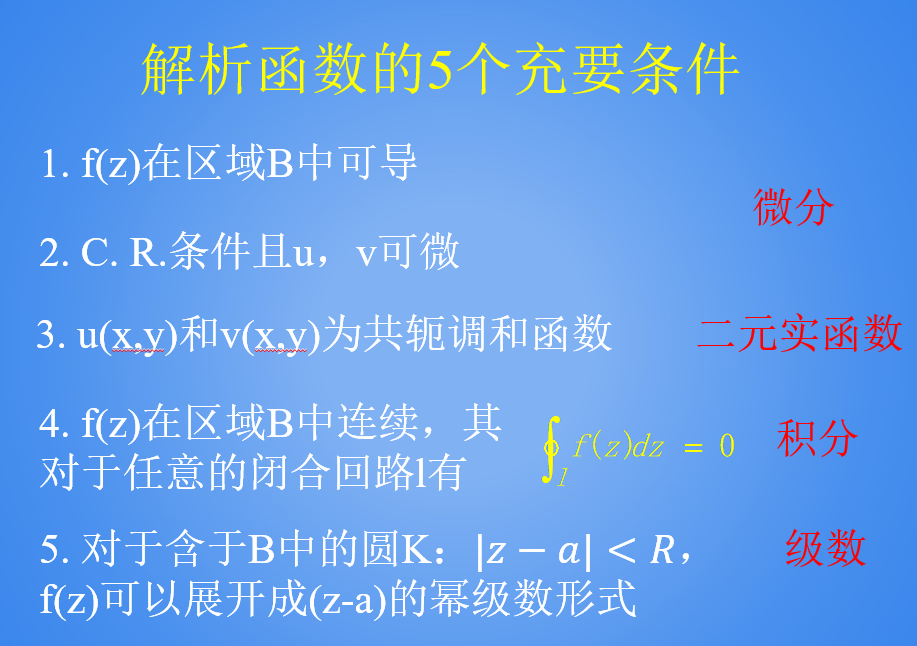 解析函数的5个充要条件
1. f(z)在区域B中可导
微分
2. C. R.条件且u，v可微
3. u(x,y)和v(x,y)为共轭调和函数
二元实函数
4. f(z)在区域B中连续，其
对于任意的闭合回路l有
∮_l f(z)dz = 0
积分
5. 对于含于B中的圆K：|z − a| < R，
级数
f(z)可以展开成(z-a)的幂级数形式